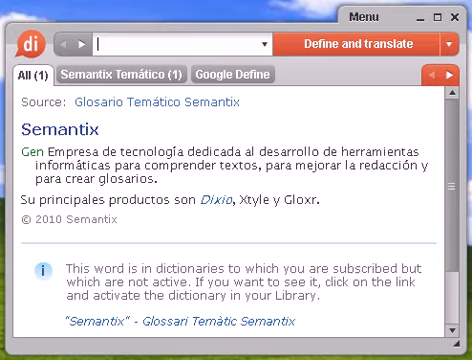 Menu
di
Define and translate
All (1)
Semantix Temático (1)
Google Define
Source: Glosario Temático Semantix
Semantix
Gen Empresa de tecnología dedicada al desarrollo de herramientas
informáticas para comprender textos, para mejorar la redacción y
para crear glosarios.
Su principales productos son Dixio, Xtyle y Gloxr.
© 2010 Semantix
i
This word is in dictionaries to which you are subscribed but
which are not active. If you want to see it, click on the link
and activate the dictionary in your Library.
"Semantix" - Glossari Temàtic Semantix